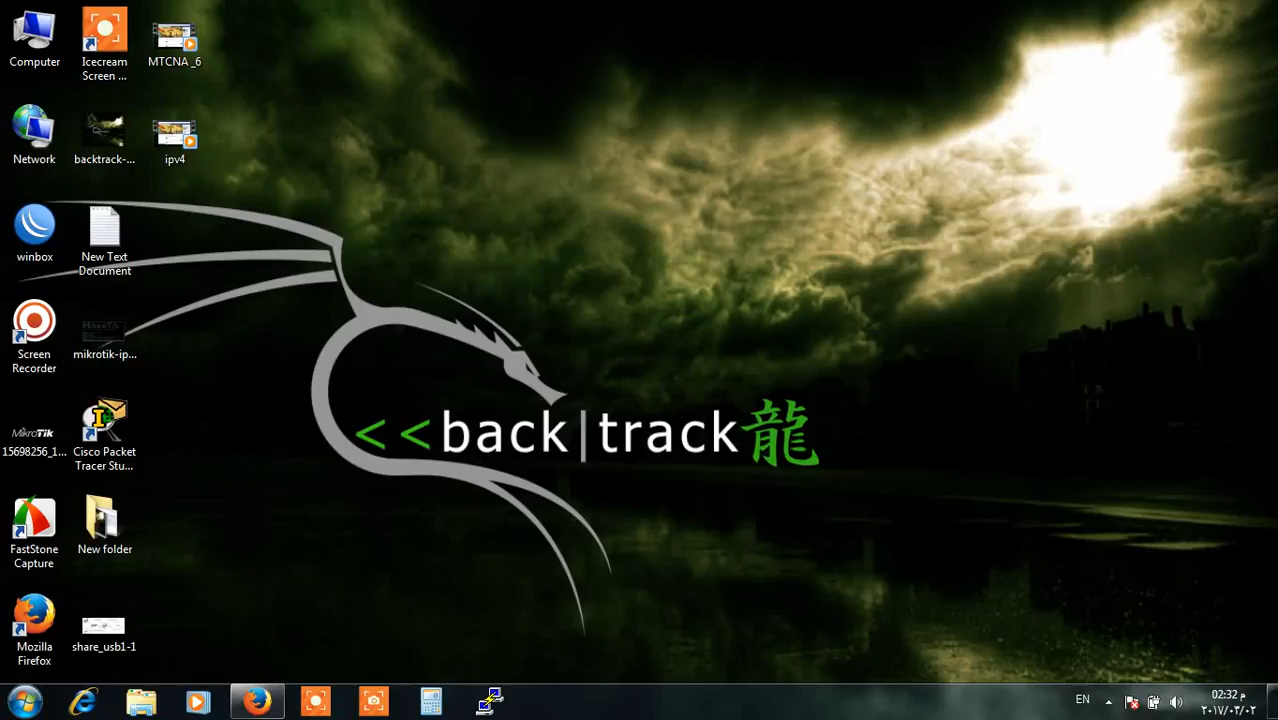 Computer
Icecream
Screen ...
MTCNA _6
Network
backtrack-...
ipv4
winbox
New Text
Document
Screen
Recorder
MikroTik
mikrotik-ip...
MikroTik
15698256_1...
Cisco Packet
Tracer Stu...
<<back|track龍
FastStone
Capture
New folder
Mozilla
Firefox
share_usb1-1
EN
02:32 م
٢٠١٧/٠٣/٠٢